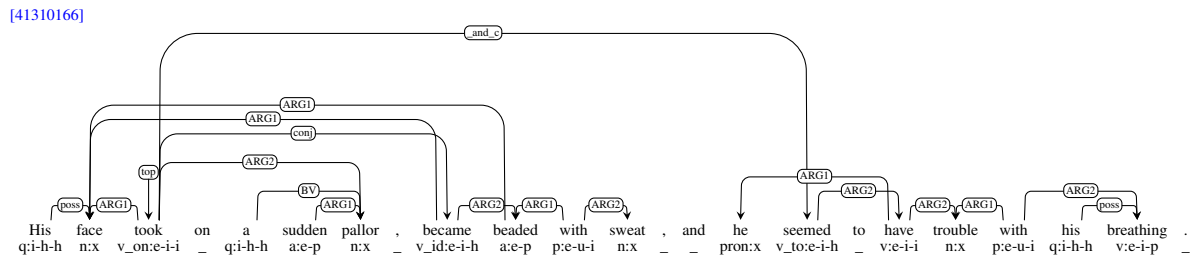 [41310166]
_and_c
ARG1
ARG1
conj
top ARG2
ARG1
poss ARG1 BV ARG1 ARG2 ARG1 ARG2 ARG2 ARG2 ARG1 ARG2 poss
His face took on a sudden pallor , became beaded with sweat , and he seemed to have trouble with his breathing .
q:i-h-h n:x v_on:e-i-i _ q:i-h-h a:e-p n:x _ v_id:e-i-h a:e-p p:e-u-i n:x _ _ pron:x v_to:e-i-h _ v:e-i-i n:x p:e-u-i q:i-h-h v:e-i-p _